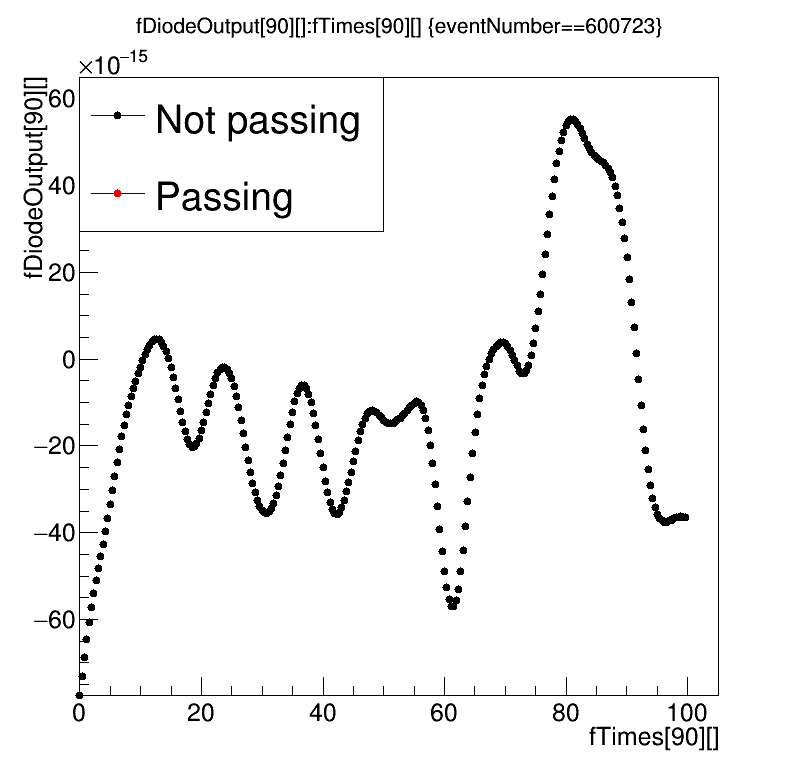 fDiodeOutput[90][]:fTimes[90][] {eventNumber==600723}
×10−15
fDiodeOutput[90][]
60
40
20
0
−20
−40
−60
Not passing
Passing
0 20 40 60 80 100
fTimes[90][]